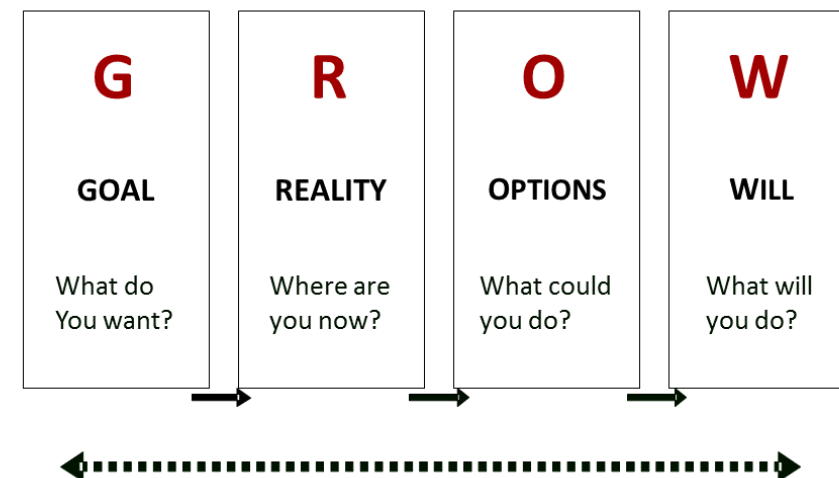 G
GOAL
What do
You want?
R
REALITY
Where are
you now?
O
OPTIONS
What could
you do?
W
WILL
What will
you do?